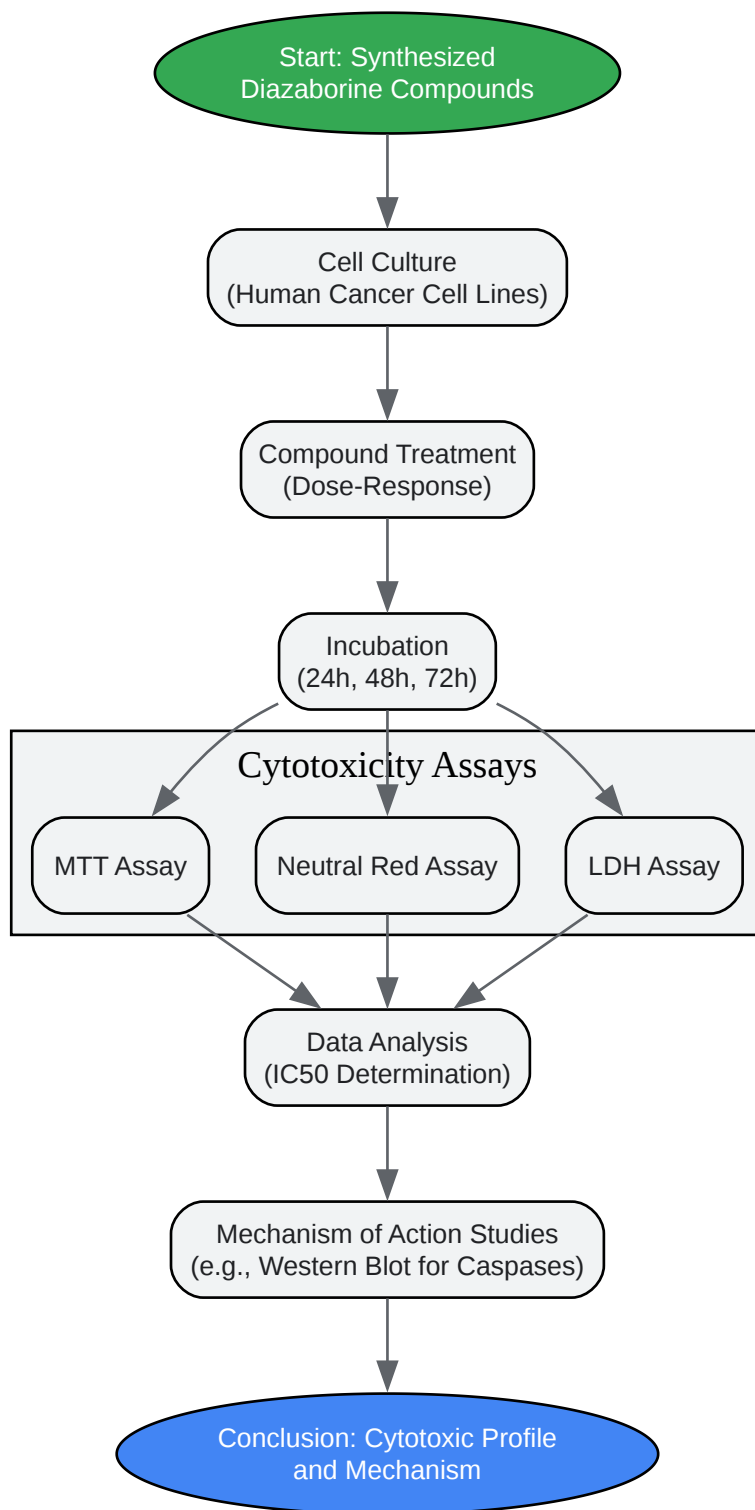 Start: Synthesized
Diazaborine Compounds
Cell Culture
(Human Cancer Cell Lines)
Compound Treatment
(Dose-Response)
Incubation
(24h, 48h, 72h)
Cytotoxicity Assays
MTT Assay
Neutral Red Assay
LDH Assay
Data Analysis
(IC50 Determination)
Mechanism of Action Studies
(e.g., Western Blot for Caspases)
Conclusion: Cytotoxic Profile
and Mechanism